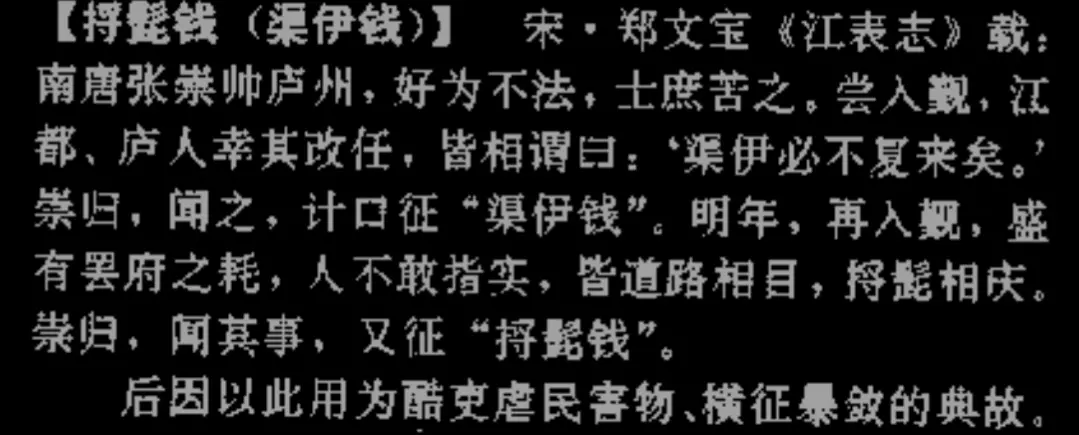 【捋髭钱（渠伊钱）】 宋·郑文宝《江表志》载：
南唐张崇帅庐州，好为不法，士庶苦之。尝入觐，江
都、庐人幸其改任，皆相谓曰：‘渠伊必不复来矣。’
崇归，闻之，计口征“渠伊钱”。明年，再入觐，盛
有罢府之耗，人不敢指实，皆道路相目，捋髭相庆。
崇归，闻其事，又征“捋髭钱”。
后因以此用为酷吏虐民害物、横征暴敛的典故。